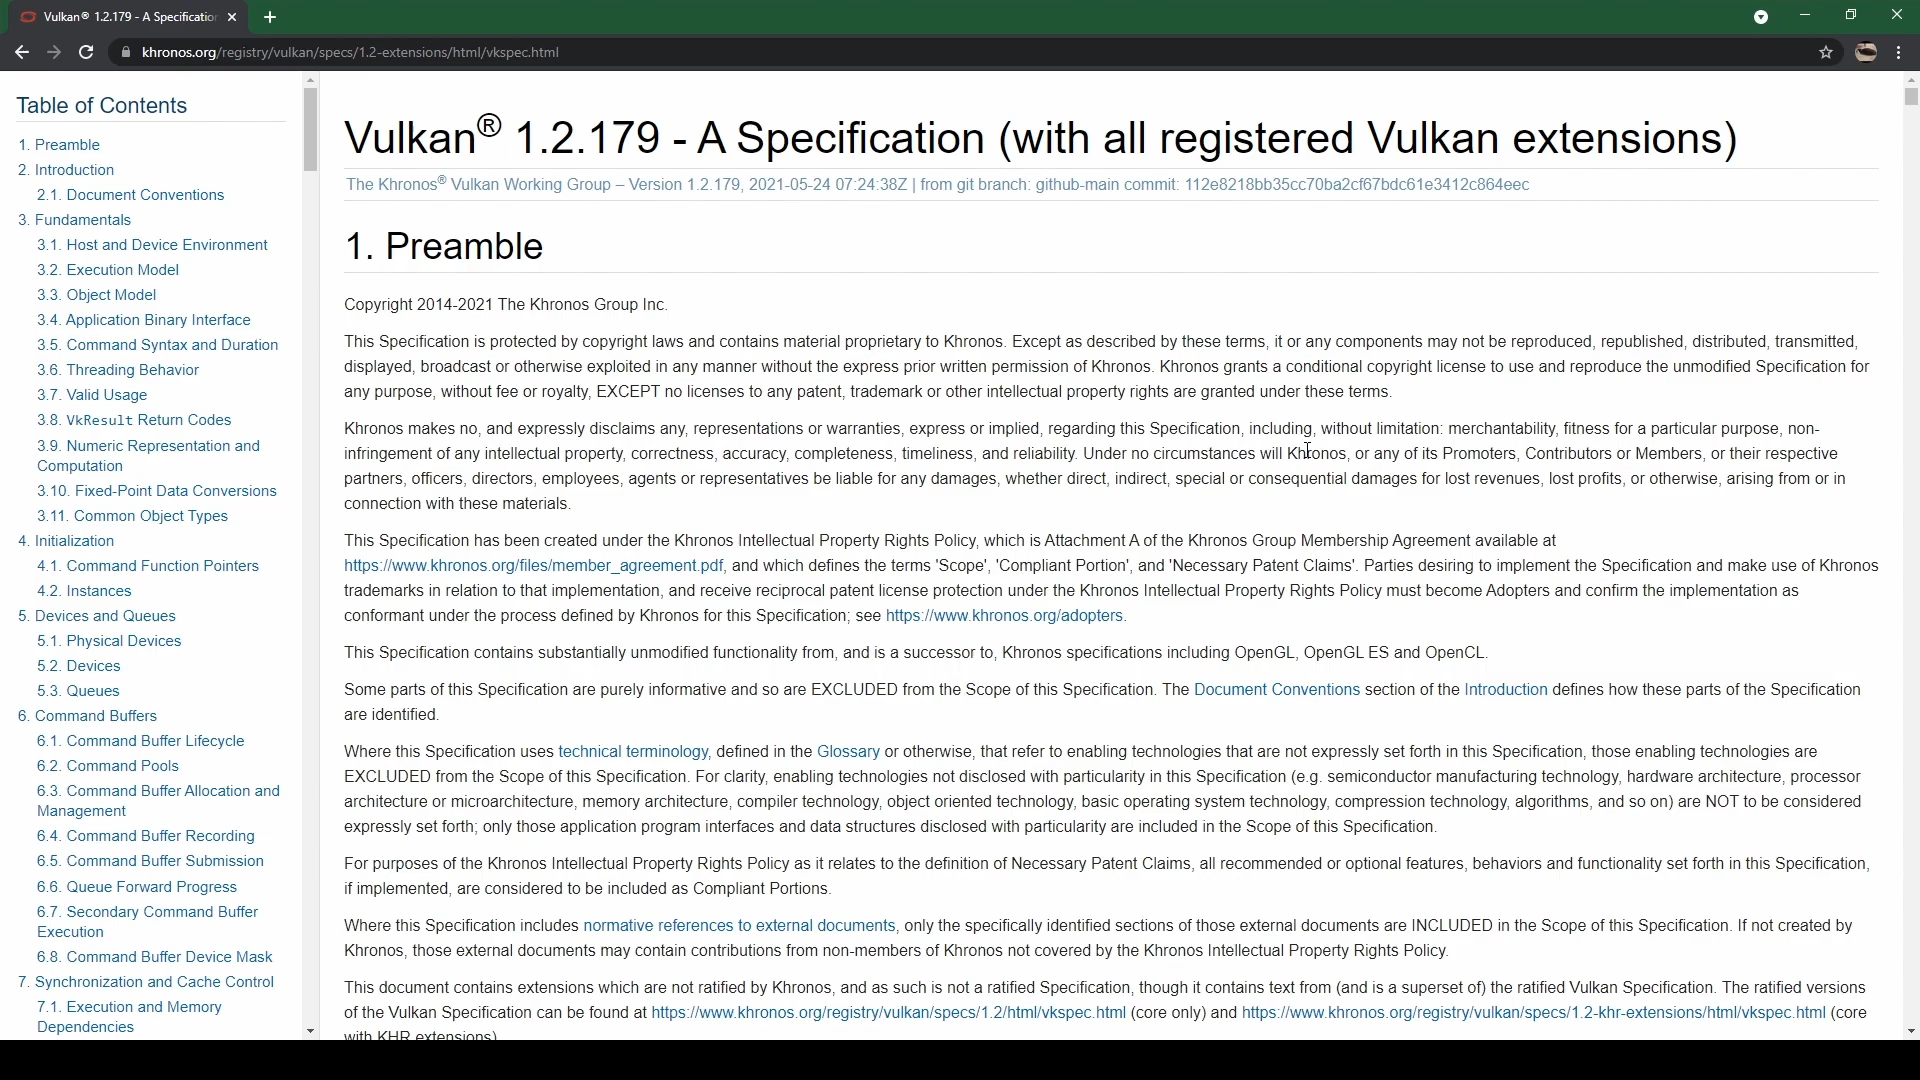 Vulkan® 1.2.179 - A Specification
khronos.org/registry/vulkan/specs/1.2-extensions/html/vkspec.html
Table of Contents
1. Preamble
2. Introduction
2.1. Document Conventions
3. Fundamentals
3.1. Host and Device Environment
3.2. Execution Model
3.3. Object Model
3.4. Application Binary Interface
3.5. Command Syntax and Duration
3.6. Threading Behavior
3.7. Valid Usage
3.8. VkResult Return Codes
3.9. Numeric Representation and
Computation
3.10. Fixed-Point Data Conversions
3.11. Common Object Types
4. Initialization
4.1. Command Function Pointers
4.2. Instances
5. Devices and Queues
5.1. Physical Devices
5.2. Devices
5.3. Queues
6. Command Buffers
6.1. Command Buffer Lifecycle
6.2. Command Pools
6.3. Command Buffer Allocation and
Management
6.4. Command Buffer Recording
6.5. Command Buffer Submission
6.6. Queue Forward Progress
6.7. Secondary Command Buffer
Execution
6.8. Command Buffer Device Mask
7. Synchronization and Cache Control
7.1. Execution and Memory
Dependencies
Vulkan® 1.2.179 - A Specification (with all registered Vulkan extensions)
The Khronos® Vulkan Working Group – Version 1.2.179, 2021-05-24 07:24:38Z | from git branch: github-main commit: 112e8218bb35cc70ba2cf67bdc61e3412c864eec
1. Preamble
Copyright 2014-2021 The Khronos Group Inc.
This Specification is protected by copyright laws and contains material proprietary to Khronos. Except as described by these terms, it or any components may not be reproduced, republished, distributed, transmitted,
displayed, broadcast or otherwise exploited in any manner without the express prior written permission of Khronos. Khronos grants a conditional copyright license to use and reproduce the unmodified Specification for
any purpose, without fee or royalty, EXCEPT no licenses to any patent, trademark or other intellectual property rights are granted under these terms.
Khronos makes no, and expressly disclaims any, representations or warranties, express or implied, regarding this Specification, including, without limitation: merchantability, fitness for a particular purpose, non-
infringement of any intellectual property, correctness, accuracy, completeness, timeliness, and reliability. Under no circumstances will Khronos, or any of its Promoters, Contributors or Members, or their respective
partners, officers, directors, employees, agents or representatives be liable for any damages, whether direct, indirect, special or consequential damages for lost revenues, lost profits, or otherwise, arising from or in
connection with these materials.
This Specification has been created under the Khronos Intellectual Property Rights Policy, which is Attachment A of the Khronos Group Membership Agreement available at
https://www.khronos.org/files/member_agreement.pdf, and which defines the terms 'Scope', 'Compliant Portion', and 'Necessary Patent Claims'. Parties desiring to implement the Specification and make use of Khronos
trademarks in relation to that implementation, and receive reciprocal patent license protection under the Khronos Intellectual Property Rights Policy must become Adopters and confirm the implementation as
conformant under the process defined by Khronos for this Specification; see https://www.khronos.org/adopters.
This Specification contains substantially unmodified functionality from, and is a successor to, Khronos specifications including OpenGL, OpenGL ES and OpenCL.
Some parts of this Specification are purely informative and so are EXCLUDED from the Scope of this Specification. The Document Conventions section of the Introduction defines how these parts of the Specification
are identified.
Where this Specification uses technical terminology, defined in the Glossary or otherwise, that refer to enabling technologies that are not expressly set forth in this Specification, those enabling technologies are
EXCLUDED from the Scope of this Specification. For clarity, enabling technologies not disclosed with particularity in this Specification (e.g. semiconductor manufacturing technology, hardware architecture, processor
architecture or microarchitecture, memory architecture, compiler technology, object oriented technology, basic operating system technology, compression technology, algorithms, and so on) are NOT to be considered
expressly set forth; only those application program interfaces and data structures disclosed with particularity are included in the Scope of this Specification.
For purposes of the Khronos Intellectual Property Rights Policy as it relates to the definition of Necessary Patent Claims, all recommended or optional features, behaviors and functionality set forth in this Specification,
if implemented, are considered to be included as Compliant Portions.
Where this Specification includes normative references to external documents, only the specifically identified sections of those external documents are INCLUDED in the Scope of this Specification. If not created by
Khronos, those external documents may contain contributions from non-members of Khronos not covered by the Khronos Intellectual Property Rights Policy.
This document contains extensions which are not ratified by Khronos, and as such is not a ratified Specification, though it contains text from (and is a superset of) the ratified Vulkan Specification. The ratified versions
of the Vulkan Specification can be found at https://www.khronos.org/registry/vulkan/specs/1.2/html/vkspec.html (core only) and https://www.khronos.org/registry/vulkan/specs/1.2-khr-extensions/html/vkspec.html (core
with KHR extensions)